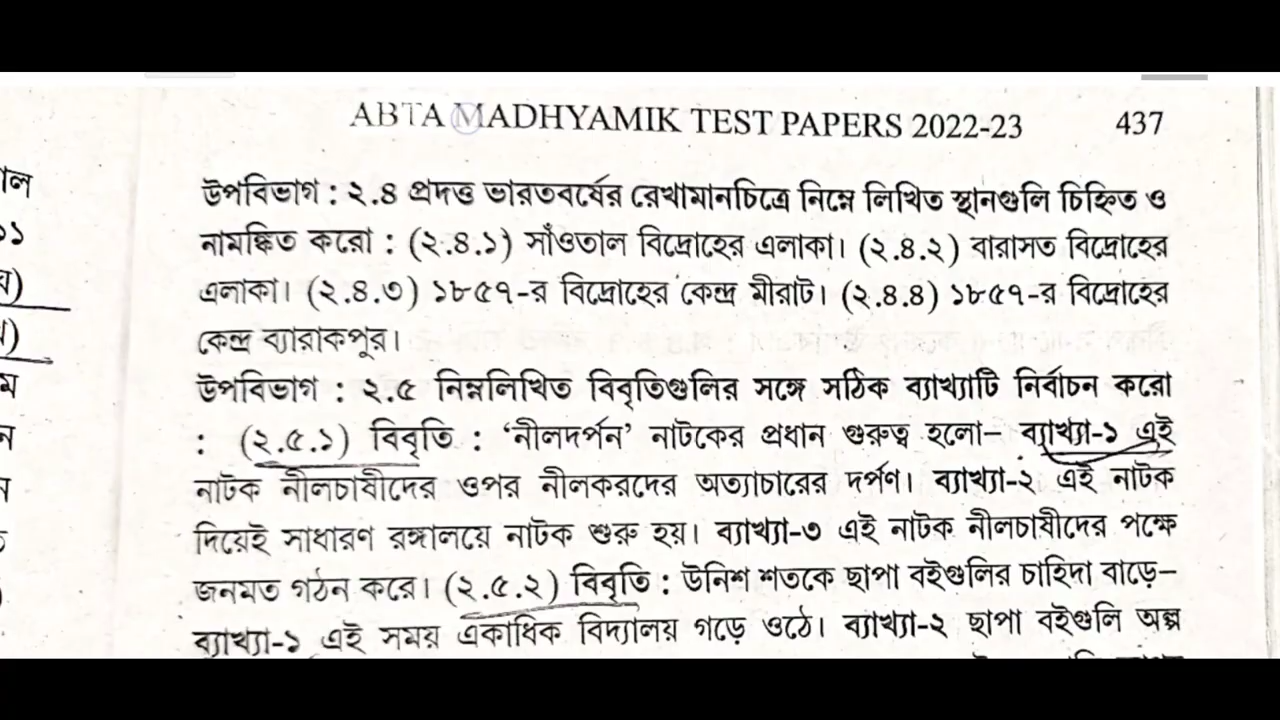 ABTA MADHYAMIK TEST PAPERS 2022-23 437
উপবিভাগ : ২.৪ প্রদত্ত ভারতবর্ষের রেখামানচিত্রে নিম্নে লিখিত স্থানগুলি চিহ্নিত ও
নামঙ্কিত করো : (২.৪.১) সাঁওতাল বিদ্রোহের এলাকা। (২.৪.২) বারাসত বিদ্রোহের
এলাকা। (২.৪.৩) ১৮৫৭-র বিদ্রোহের কেন্দ্র মীরাট। (২.৪.৪) ১৮৫৭-র বিদ্রোহের
কেন্দ্র ব্যারাকপুর।
উপবিভাগ : ২.৫ নিম্নলিখিত বিবৃতিগুলির সঙ্গে সঠিক ব্যাখ্যাটি নির্বাচন করো
: (২.৫.১) বিবৃতি : ‘নীলদর্পন’ নাটকের প্রধান গুরুত্ব হলো– ব্যাখ্যা-১ এই
নাটক নীলচাষীদের ওপর নীলকরদের অত্যাচারের দর্পণ। ব্যাখ্যা-২ এই নাটক
দিয়েই সাধারণ রঙ্গালয়ে নাটক শুরু হয়। ব্যাখ্যা-৩ এই নাটক নীলচাষীদের পক্ষে
জনমত গঠন করে। (২.৫.২) বিবৃতি : উনিশ শতকে ছাপা বইগুলির চাহিদা বাড়ে–
ব্যাখ্যা-১ এই সময় একাধিক বিদ্যালয় গড়ে ওঠে। ব্যাখ্যা-২ ছাপা বইগুলি অল্প